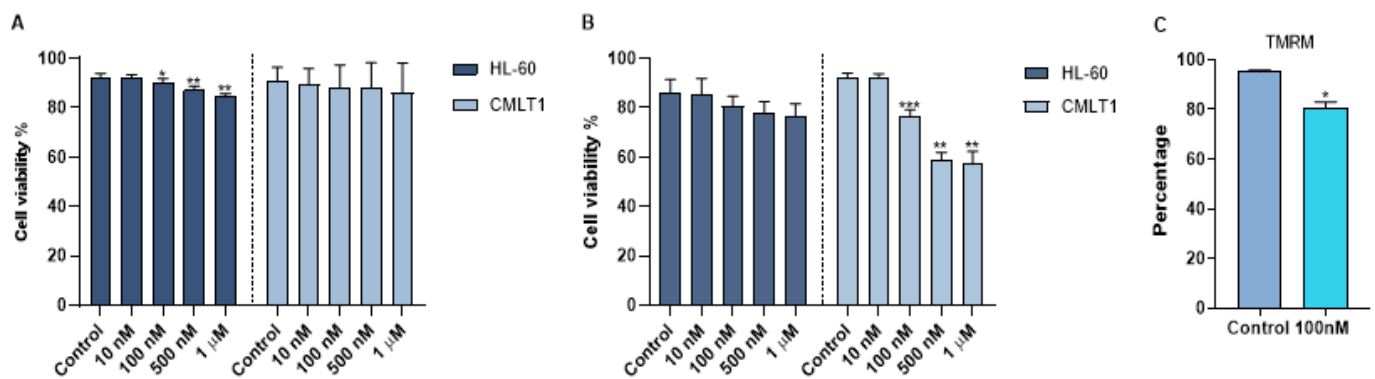 A
Cell viability %
100
80
60
40
20
0
* ** **
Control 10 nM 100 nM 500 nM 1 μM
Control 10 nM 100 nM 500 nM 1 μM
HL-60
CMLT1
B
Cell viability %
100
80
60
40
20
0
*** ** **
Control 10 nM 100 nM 500 nM 1 μM
Control 10 nM 100 nM 500 nM 1 μM
HL-60
CMLT1
C
TMRM
Percentage
100
80
60
40
20
0
*
Control 100nM